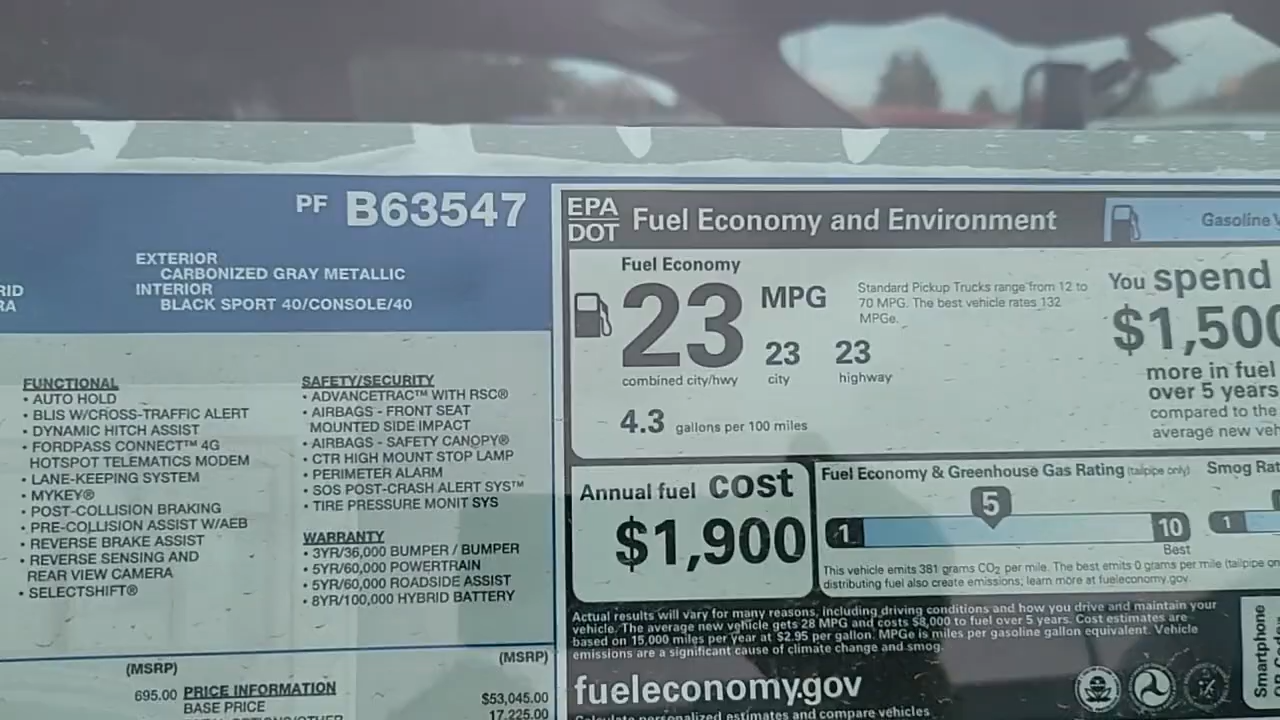 PF B63547
EXTERIOR
CARBONIZED GRAY METALLIC
INTERIOR
BLACK SPORT 40/CONSOLE/40
RID
RA
FUNCTIONAL
• AUTO HOLD
• BLIS W/CROSS-TRAFFIC ALERT
• DYNAMIC HITCH ASSIST
• FORDPASS CONNECT™ 4G
HOTSPOT TELEMATICS MODEM
• LANE-KEEPING SYSTEM
• MYKEY®
• POST-COLLISION BRAKING
• PRE-COLLISION ASSIST W/AEB
• REVERSE BRAKE ASSIST
• REVERSE SENSING AND
REAR VIEW CAMERA
• SELECTSHIFT®
SAFETY/SECURITY
• ADVANCETRAC™ WITH RSC®
• AIRBAGS - FRONT SEAT
MOUNTED SIDE IMPACT
• AIRBAGS - SAFETY CANOPY®
• CTR HIGH MOUNT STOP LAMP
• PERIMETER ALARM
• SOS POST-CRASH ALERT SYS™
• TIRE PRESSURE MONIT SYS
WARRANTY
• 3YR/36,000 BUMPER / BUMPER
• 5YR/60,000 POWERTRAIN
• 5YR/60,000 ROADSIDE ASSIST
• 8YR/100,000 HYBRID BATTERY
(MSRP)
695.00
PRICE INFORMATION
(MSRP)
BASE PRICE $53,045.00
17,225.00
EPA
DOT
Fuel Economy and Environment
Gasoline V
Fuel Economy
23 MPG
combined city/hwy
23
city
23
highway
4.3 gallons per 100 miles
Standard Pickup Trucks range from 12 to
70 MPG. The best vehicle rates 132
MPGe.
You spend
$1,500
more in fuel
over 5 years
compared to the
average new veh
Annual fuel cost
$1,900
Fuel Economy & Greenhouse Gas Rating (tailpipe only)
5
1
10
Best
Smog Rat
1
This vehicle emits 381 grams CO2 per mile. The best emits 0 grams per mile (tailpipe on
distributing fuel also create emissions; learn more at fueleconomy.gov.
Actual results will vary for many reasons, including driving conditions and how you drive and maintain your
vehicle. The average new vehicle gets 28 MPG and costs $8,000 to fuel over 5 years. Cost estimates are
based on 15,000 miles per year at $2.95 per gallon. MPGe is miles per gasoline gallon equivalent. Vehicle
emissions are a significant cause of climate change and smog.
fueleconomy.gov
Calculate personalized estimates and compare vehicles
Smartphone